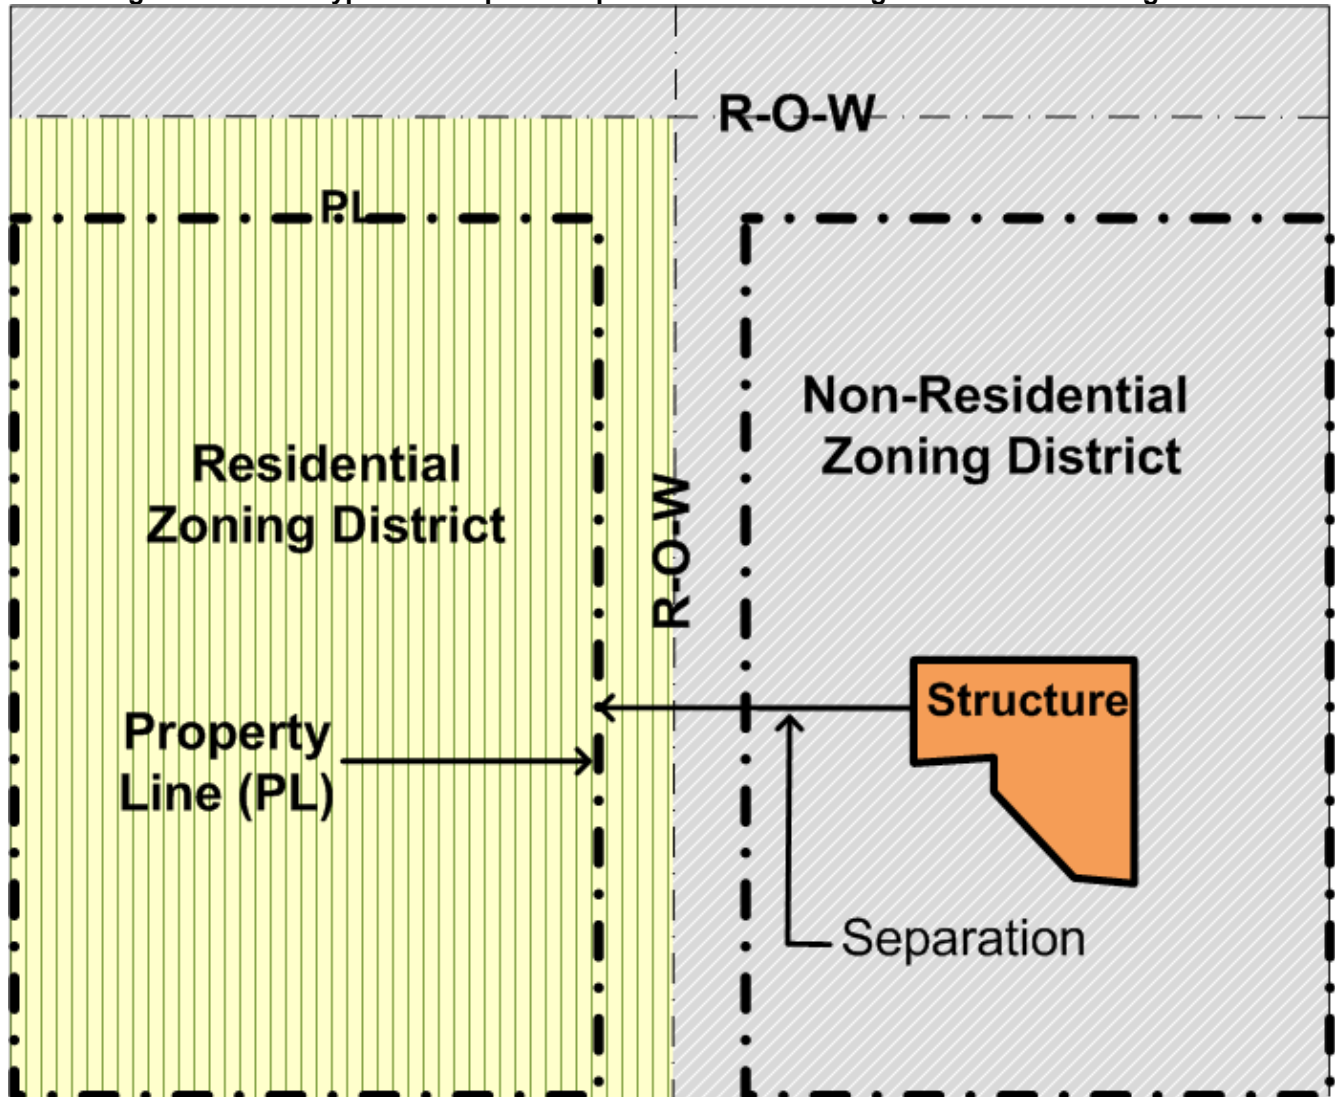 R-O-W
PL
Non-Residential
Zoning District
Residential
Zoning District
R-O-W
Structure
Property
Line (PL)
Separation